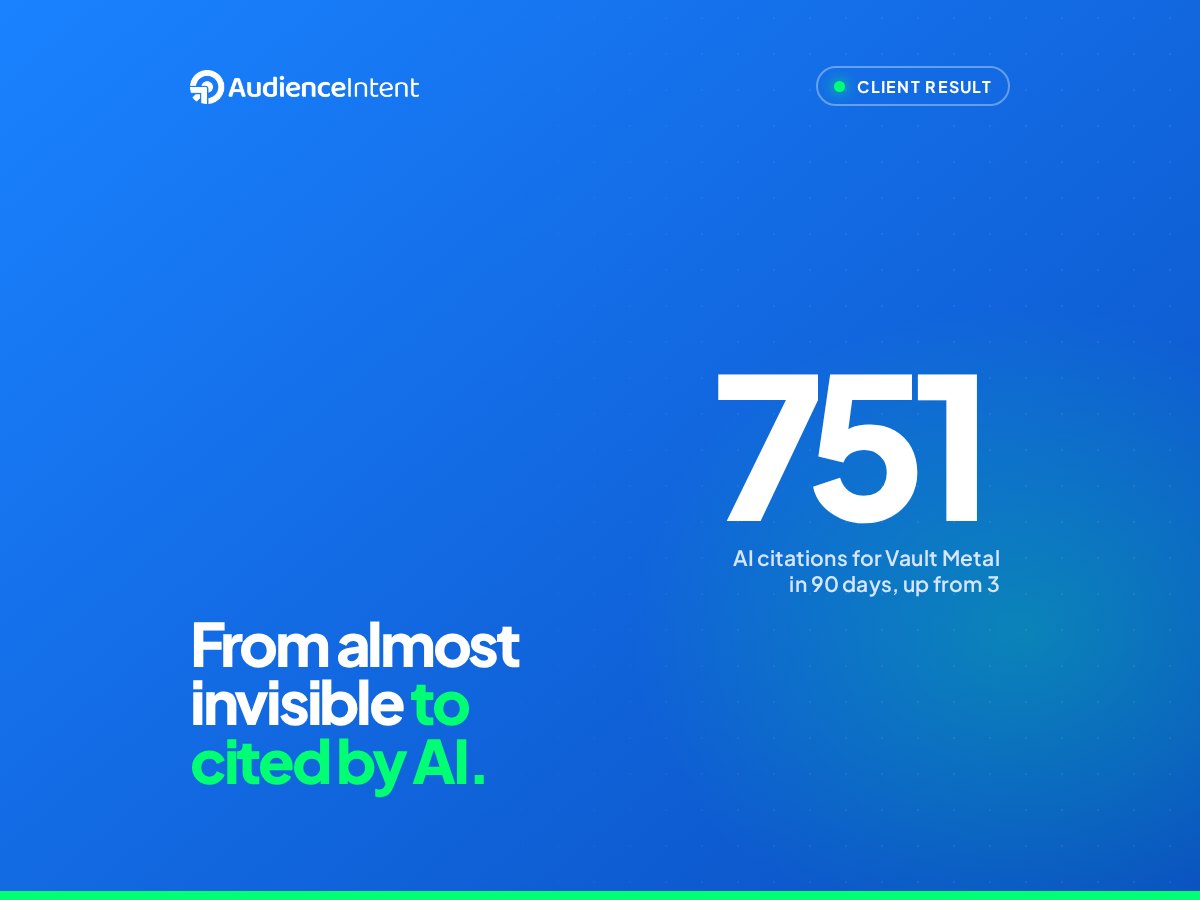 AudienceIntent
CLIENT RESULT
751
AI citations for Vault Metal
in 90 days, up from 3
From almost
invisible to
cited by AI.